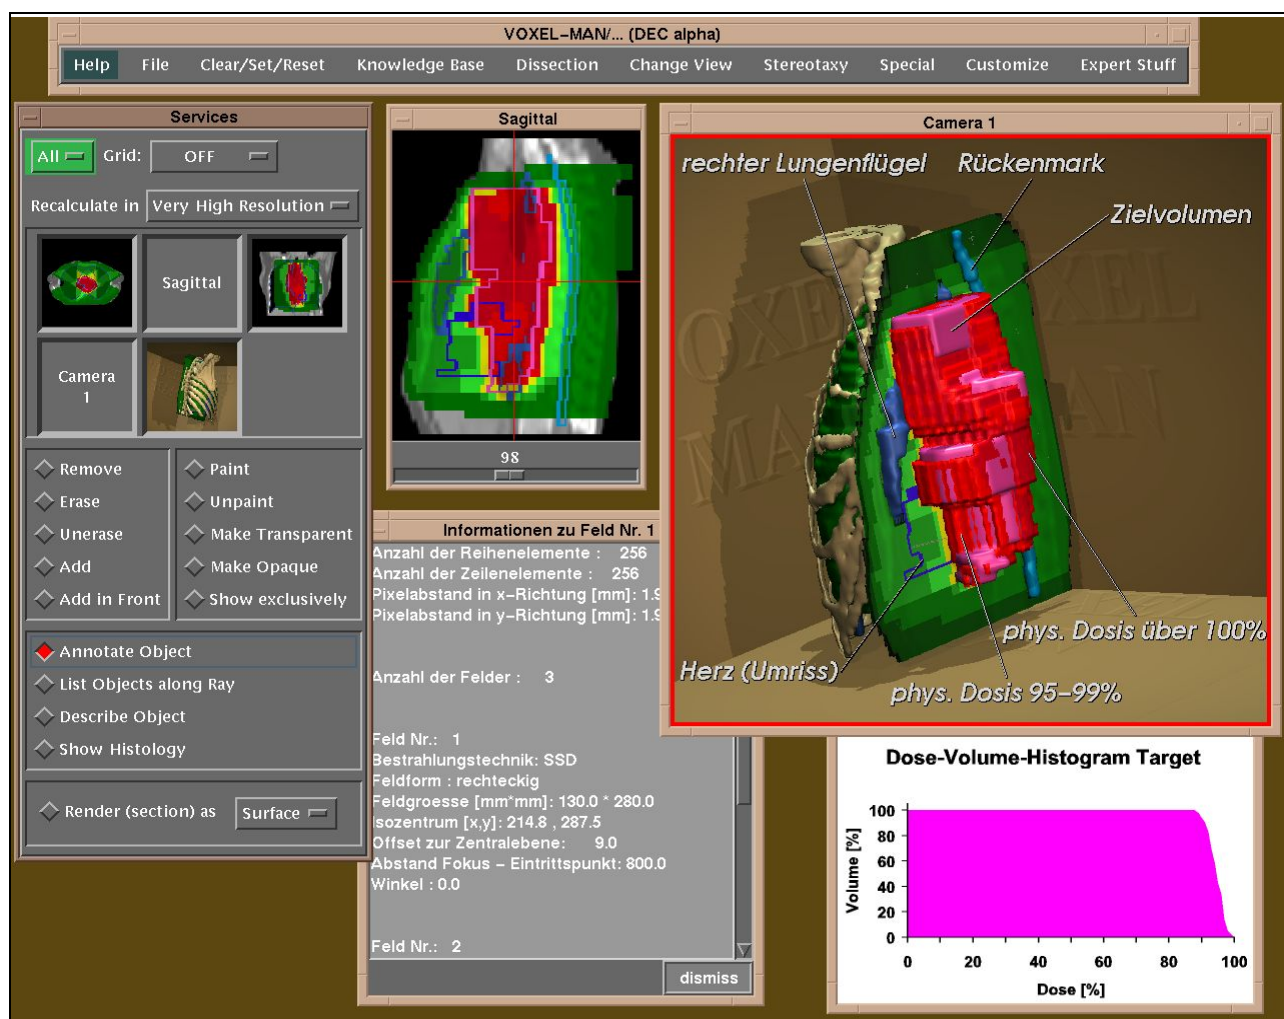 VOXEL–MAN/... (DEC alpha)
Help File Clear/Set/Reset Knowledge Base Dissection Change View Stereotaxy Special Customize Expert Stuff
Services
All Grid: OFF
Recalculate in Very High Resolution
Sagittal
Camera
1
Remove Paint
Erase Unpaint
Unerase Make Transparent
Add Make Opaque
Add in Front Show exclusively
Annotate Object
List Objects along Ray
Describe Object
Show Histology
Render (section) as Surface
Sagittal
98
Informationen zu Feld Nr. 1
Anzahl der Reihenelemente : 256
Anzahl der Zeilenelemente : 256
Pixelabstand in x–Richtung [mm]: 1.9
Pixelabstand in y–Richtung [mm]: 1.9
Anzahl der Felder : 3
Feld Nr.: 1
Bestrahlungstechnik: SSD
Feldform : rechteckig
Feldgroesse [mm*mm]: 130.0 * 280.0
Isozentrum [x,y]: 214.8 , 287.5
Offset zur Zentralebene: 9.0
Abstand Fokus – Eintrittspunkt: 800.0
Winkel : 0.0
Feld Nr.: 2
dismiss
Camera 1
rechter Lungenflügel Rückenmark
Zielvolumen
VOXEL
MAN
phys. Dosis über 100%
Herz (Umriss)
phys. Dosis 95–99%
Dose-Volume-Histogram Target
Volume [%]
100
80
60
40
20
0
0 20 40 60 80 100
Dose [%]